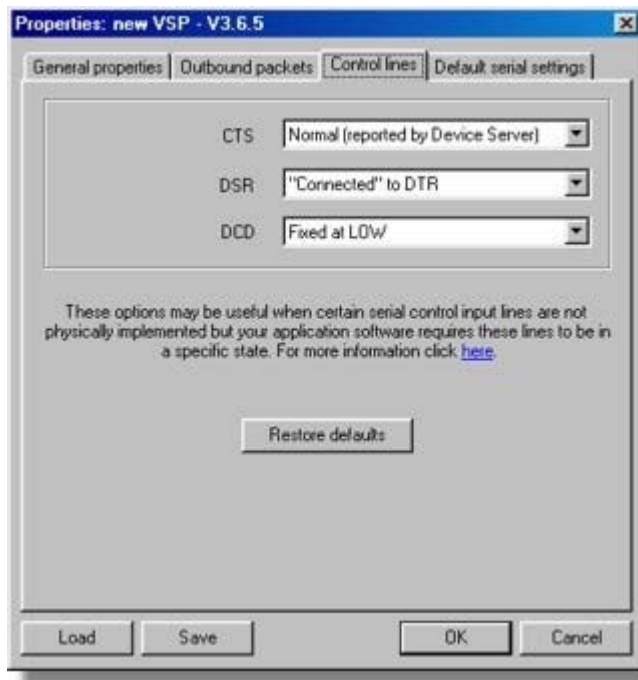 Properties: new VSP - V3.6.5
General properties
Outbound packets
Control lines
Default serial settings
CTS
Normal (reported by Device Server)
DSR
"Connected" to DTR
DCD
Fixed at LOW
These options may be useful when certain serial control input lines are not
physically implemented but your application software requires these lines to be in
a specific state. For more information click here.
Restore defaults
Load
Save
OK
Cancel